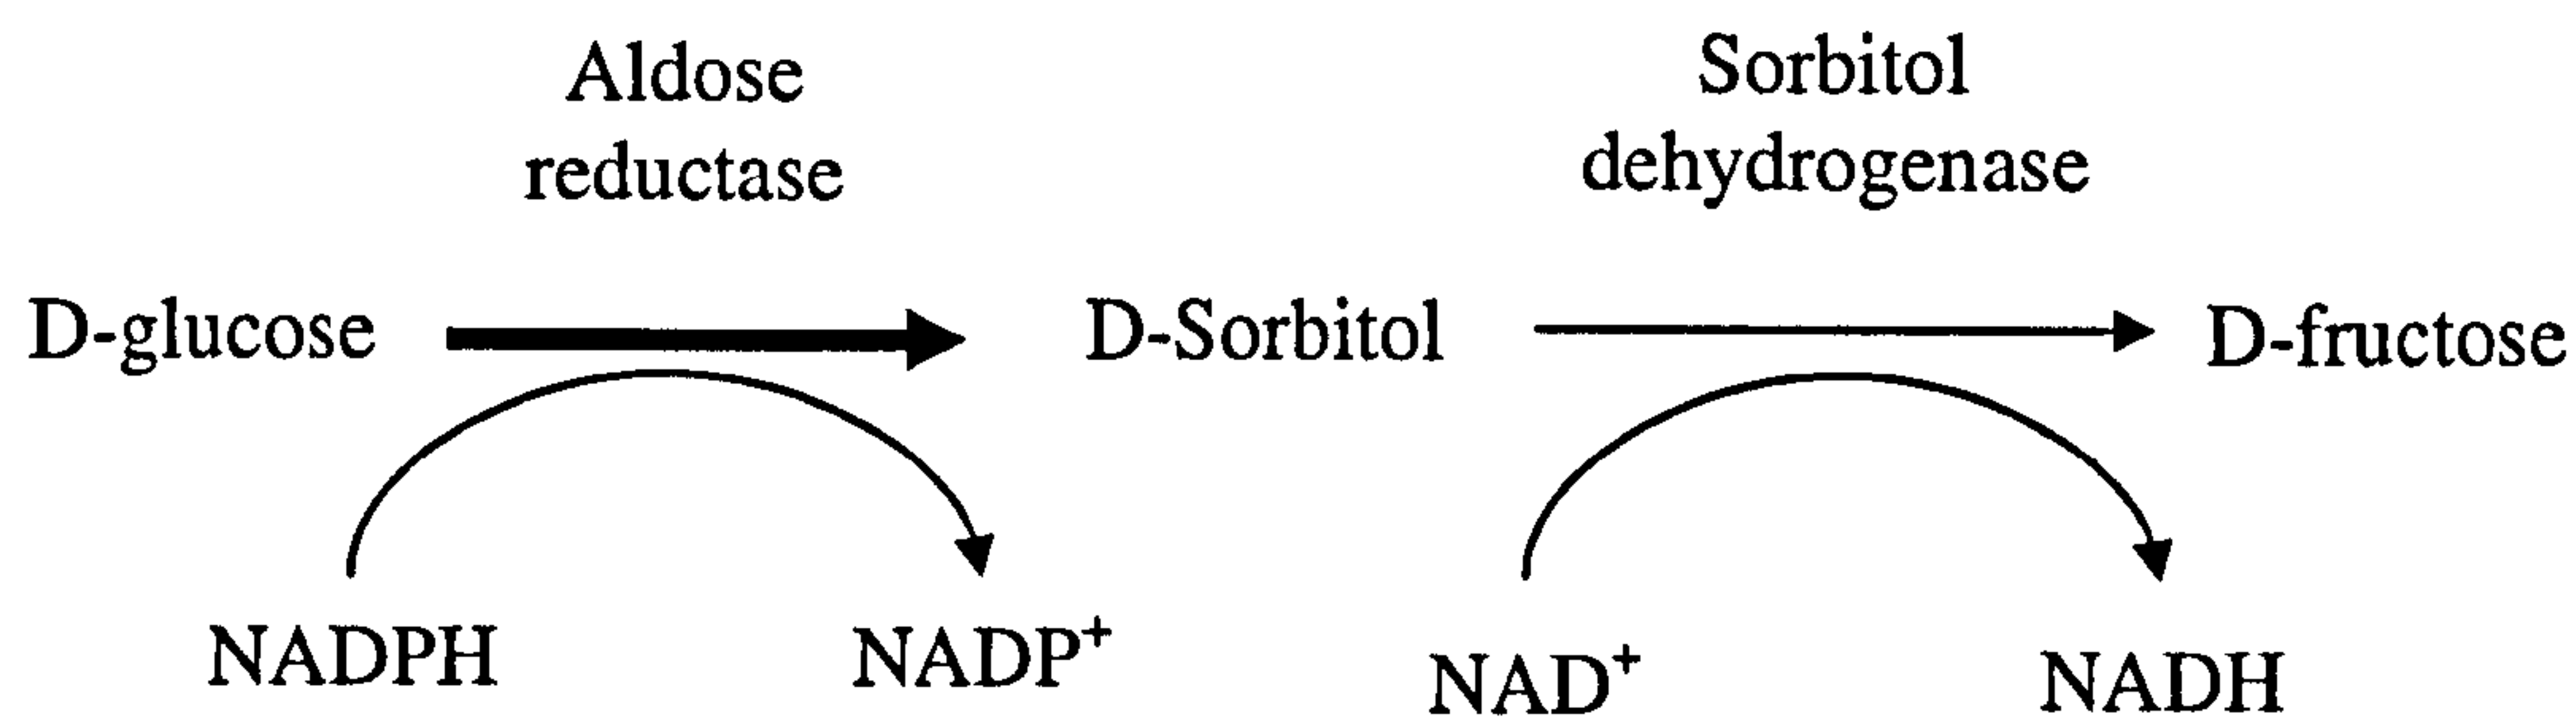 Aldose
reductase
Sorbitol
dehydrogenase
D-glucose
D-Sorbitol
D-fructose
NADPH
NADP⁺
NAD⁺
NADH